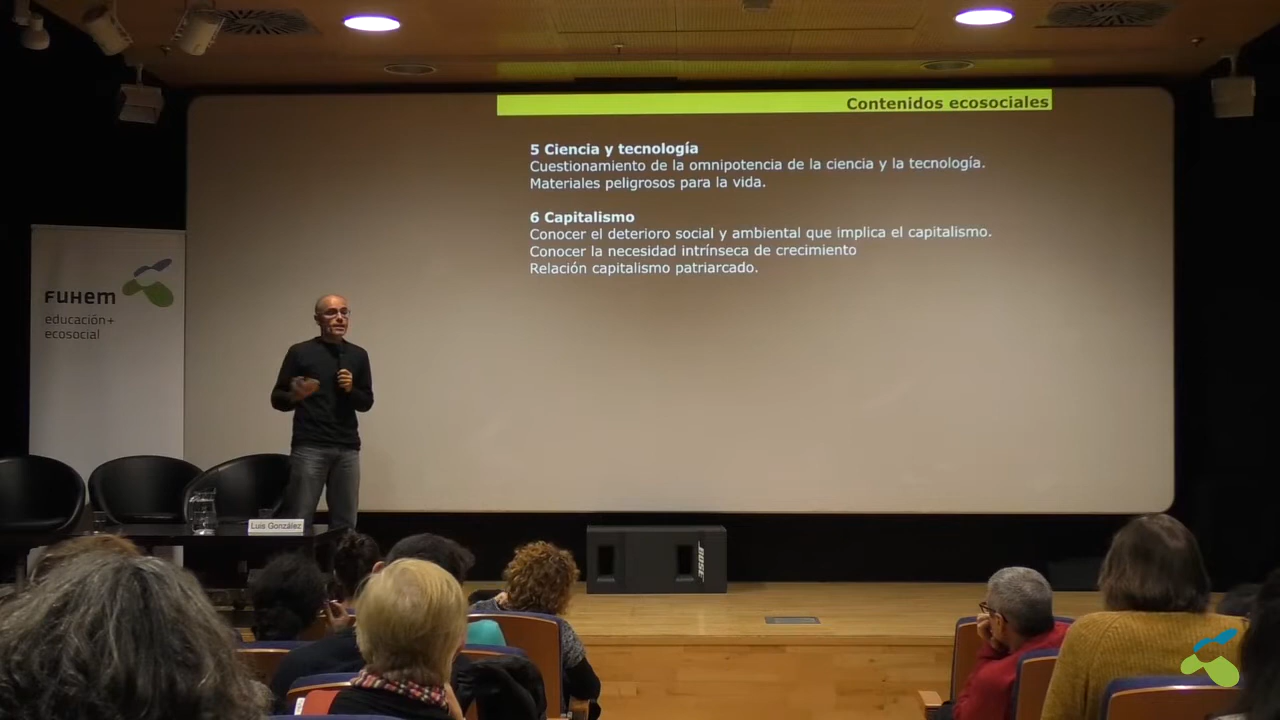 Contenidos ecosociales
5 Ciencia y tecnología
Cuestionamiento de la omnipotencia de la ciencia y la tecnología.
Materiales peligrosos para la vida.
6 Capitalismo
Conocer el deterioro social y ambiental que implica el capitalismo.
Conocer la necesidad intrínseca de crecimiento
Relación capitalismo patriarcado.
FUHem
educación+
ecosocial
Luis González
BOSE